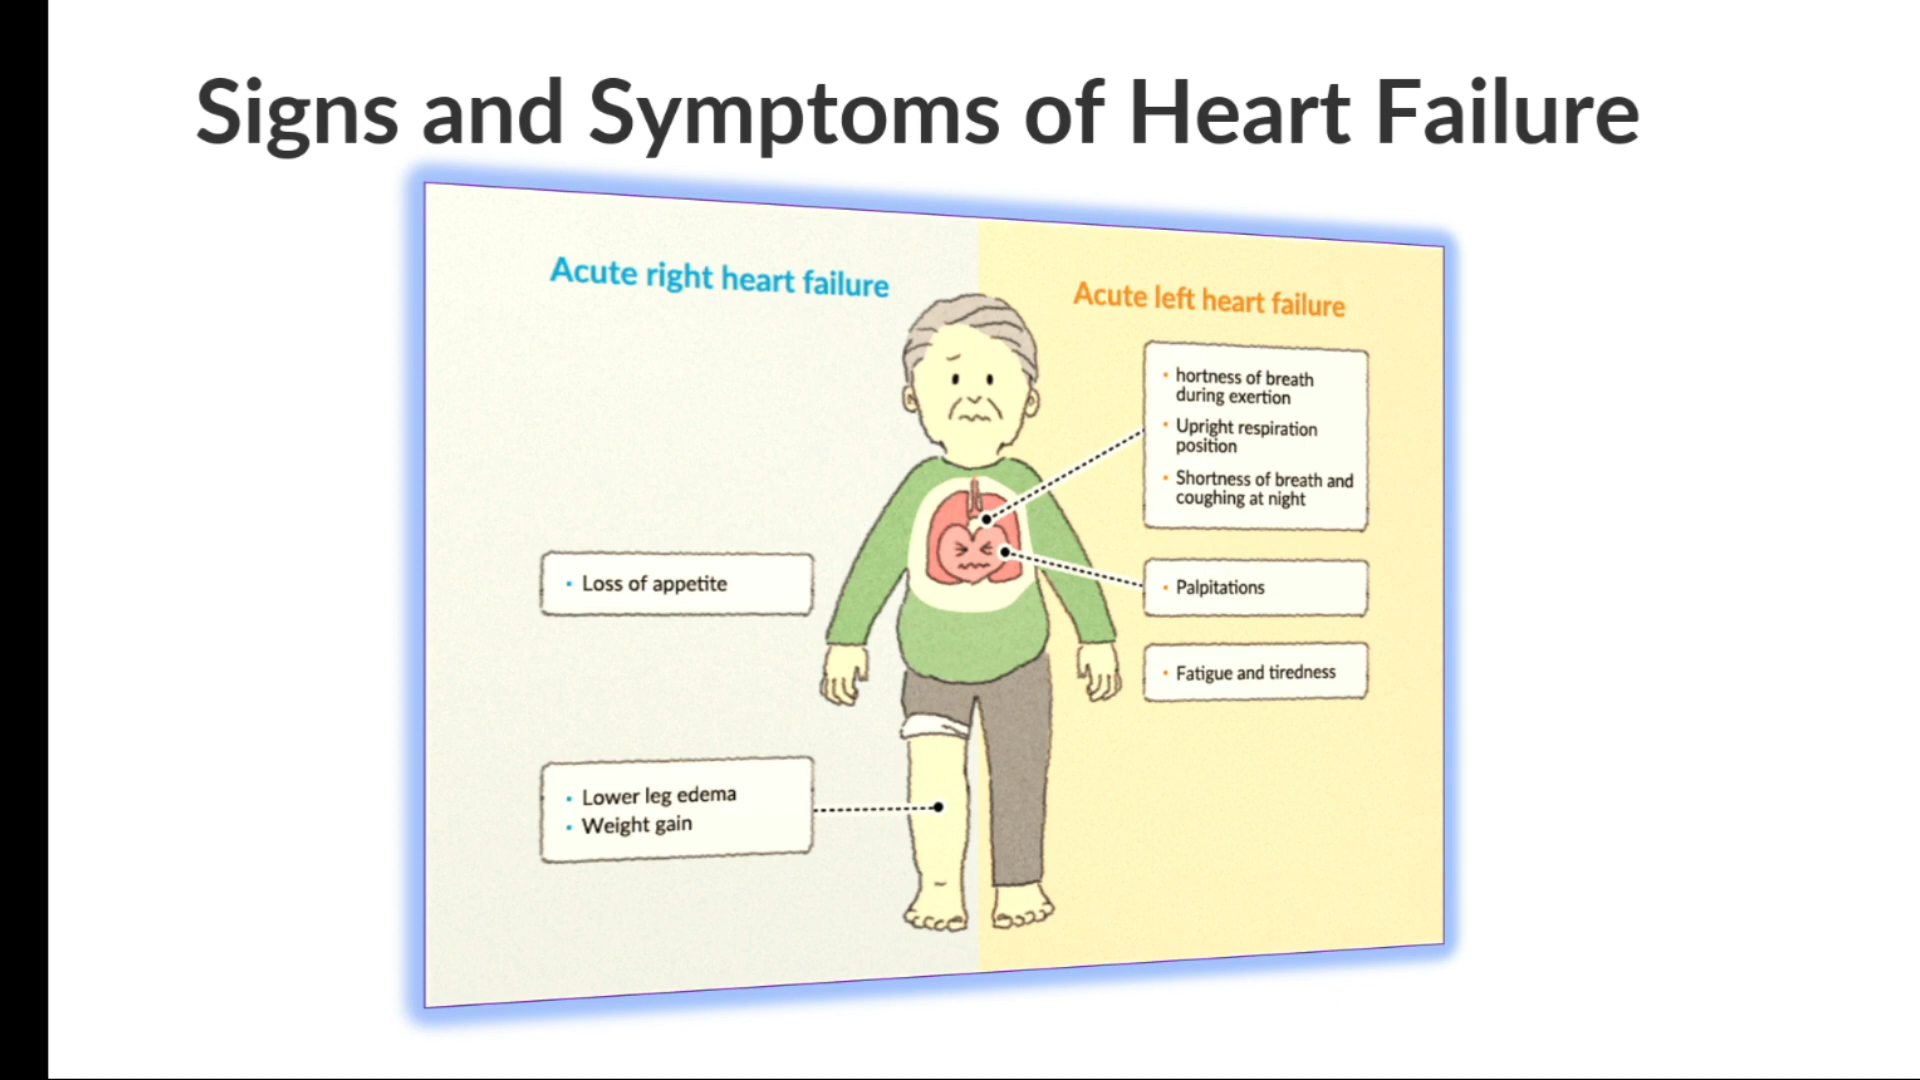 Signs and Symptoms of Heart Failure
Acute right heart failure
• Loss of appetite
• Lower leg edema
• Weight gain
Acute left heart failure
• hortness of breath
during exertion
• Upright respiration
position
• Shortness of breath and
coughing at night
• Palpitations
• Fatigue and tiredness